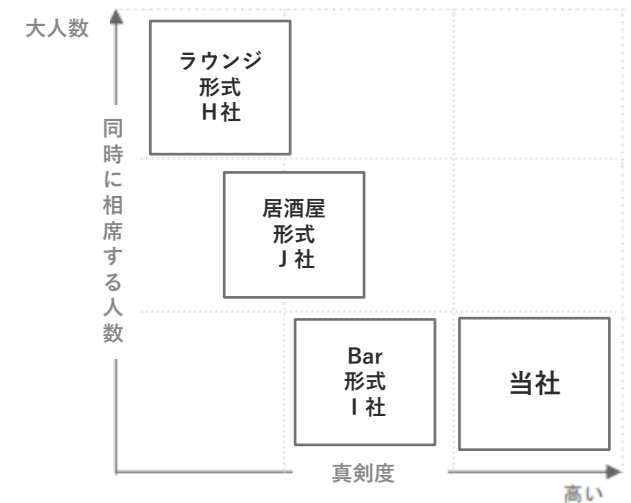 大人数
同時に相席する人数
ラウンジ
形式
H社
居酒屋
形式
J社
Bar
形式
I社
当社
真剣度
高い